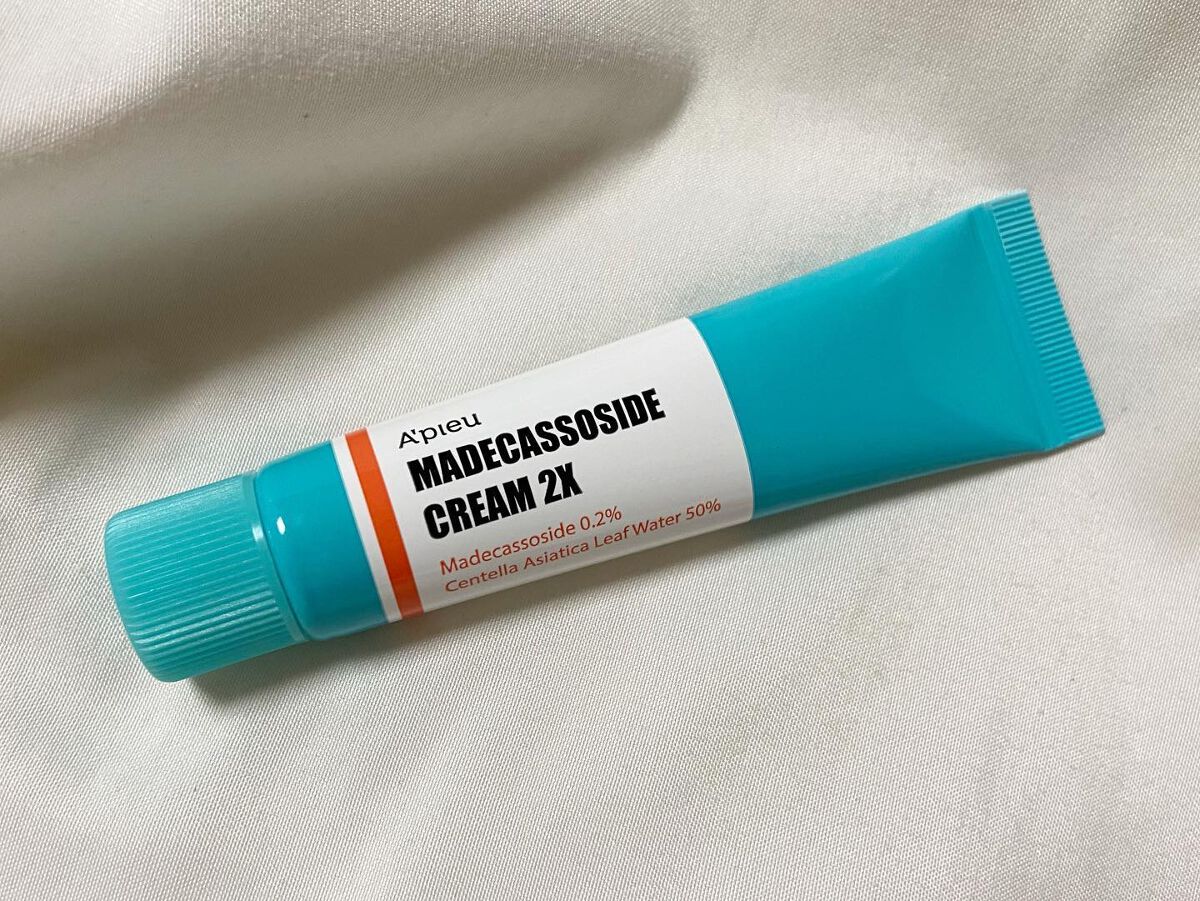 A'pieu
MADECASSOSIDE
CREAM 2X
Madecassoside 0.2%
Centella Asiatica Leaf Water 50%